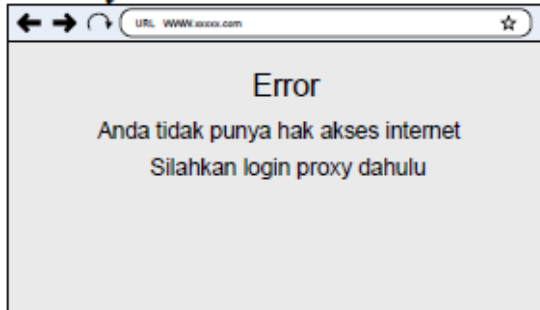 URL WWW.xxxxx.com
Error
Anda tidak punya hak akses internet
Silahkan login proxy dahulu